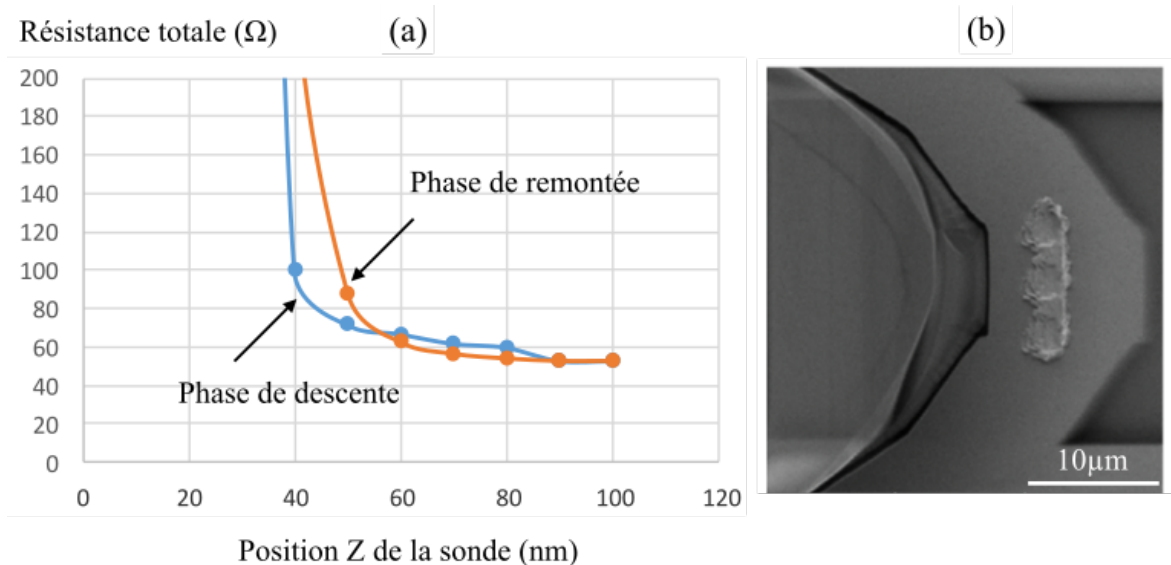 Résistance totale (Ω)
(a)
(b)
200
180
160
140
120
100
80
60
40
20
0
Phase de remontée
Phase de descente
0 20 40 60 80 100 120
Position Z de la sonde (nm)
10µm